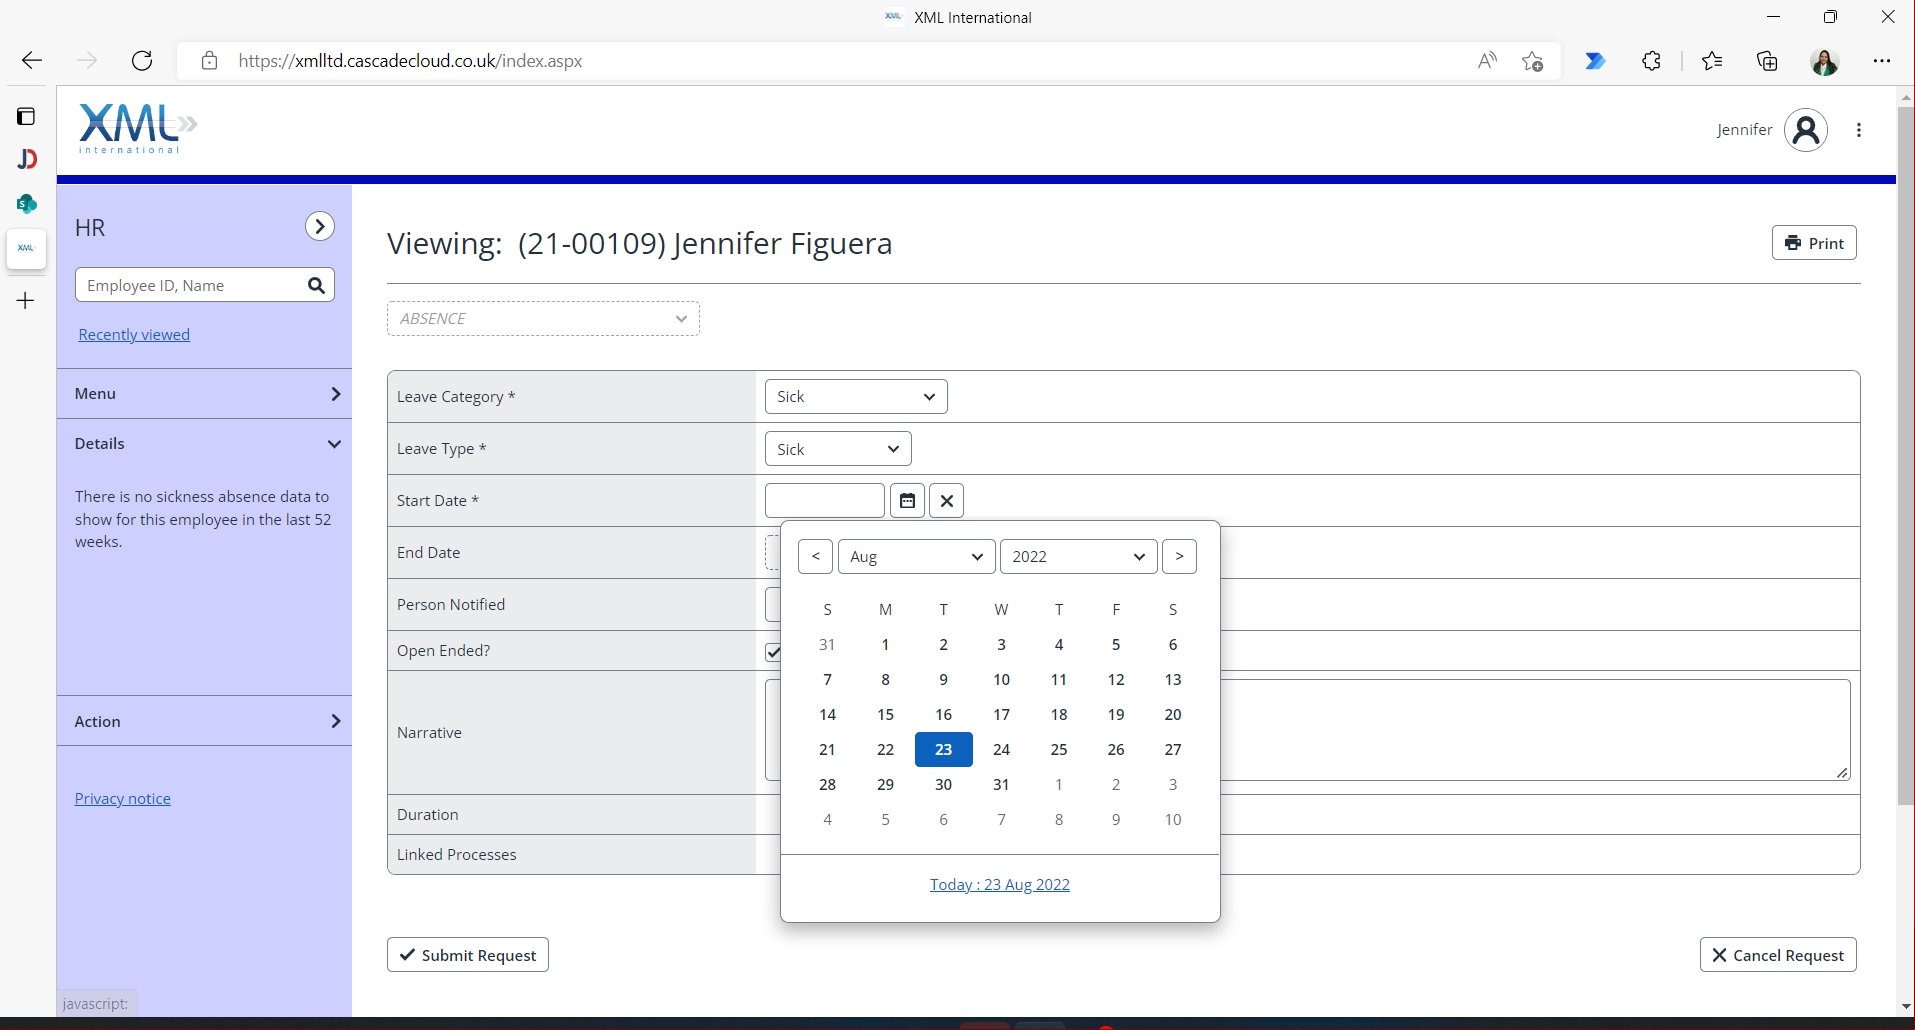 XML International
https://xmlltd.cascadecloud.co.uk/index.aspx
XML
international
Jennifer
HR
Employee ID, Name
Recently viewed
Menu
Details
There is no sickness absence data to
show for this employee in the last 52
weeks.
Action
Privacy notice
javascript:
Viewing: (21-00109) Jennifer Figuera
Print
ABSENCE
Leave Category * Sick
Leave Type * Sick
Start Date *
End Date
Person Notified
Open Ended?
Narrative
Duration
Linked Processes
< Aug 2022 >
S M T W T F S
31 1 2 3 4 5 6
7 8 9 10 11 12 13
14 15 16 17 18 19 20
21 22 23 24 25 26 27
28 29 30 31 1 2 3
4 5 6 7 8 9 10
Today : 23 Aug 2022
Submit Request
Cancel Request